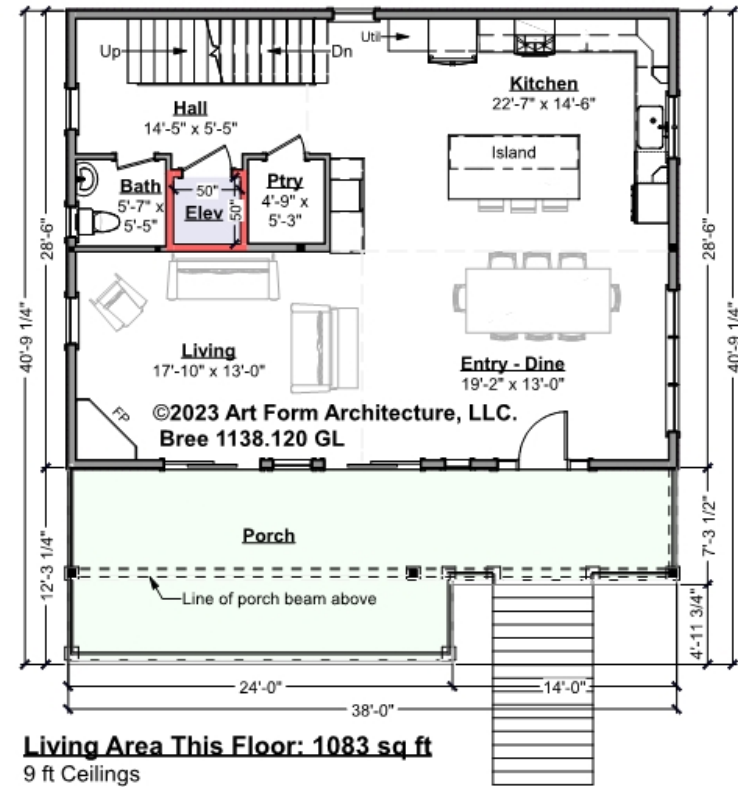 Up
Dn
Util
Kitchen
22'-7" x 14'-6"
Hall
14'-5" x 5'-5"
Island
Bath
5'-7" x
5'-5"
50"
50"
Elev
Ptry
4'-9" x
5'-3"
28'-6"
28'-6"
40'-9 1/4"
40'-9 1/4"
Living
17'-10" x 13'-0"
Entry - Dine
19'-2" x 13'-0"
FP
©2023 Art Form Architecture, LLC.
Bree 1138.120 GL
Porch
12'-3 1/4"
7'-3 1/2"
Line of porch beam above
4'-11 3/4"
24'-0"
14'-0"
38'-0"
Living Area This Floor: 1083 sq ft
9 ft Ceilings